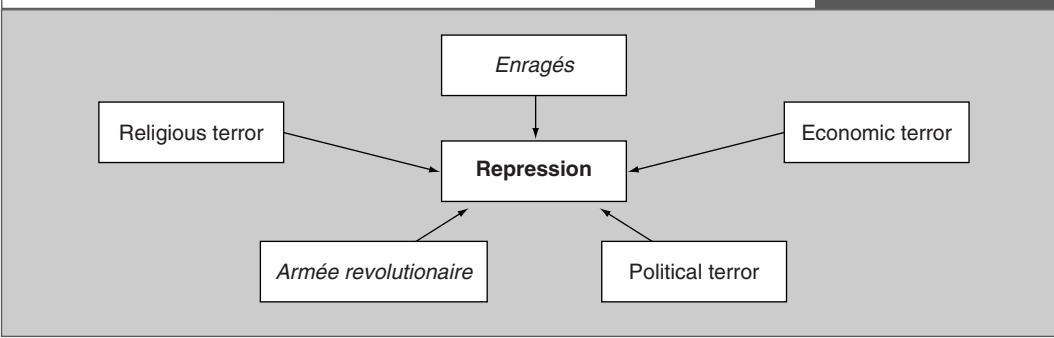 Enragés
Religious terror
Economic terror
Repression
Armée revolutionaire
Political terror